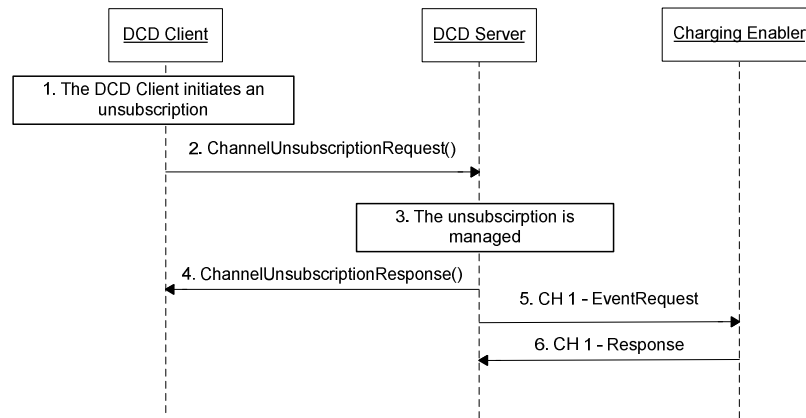 DCD Client
DCD Server
Charging Enabler
1. The DCD Client initiates an
unsubscription
2. ChannelUnsubscriptionRequest()
3. The unsubscirption is
managed
4. ChannelUnsubscriptionResponse()
5. CH 1 - EventRequest
6. CH 1 - Response